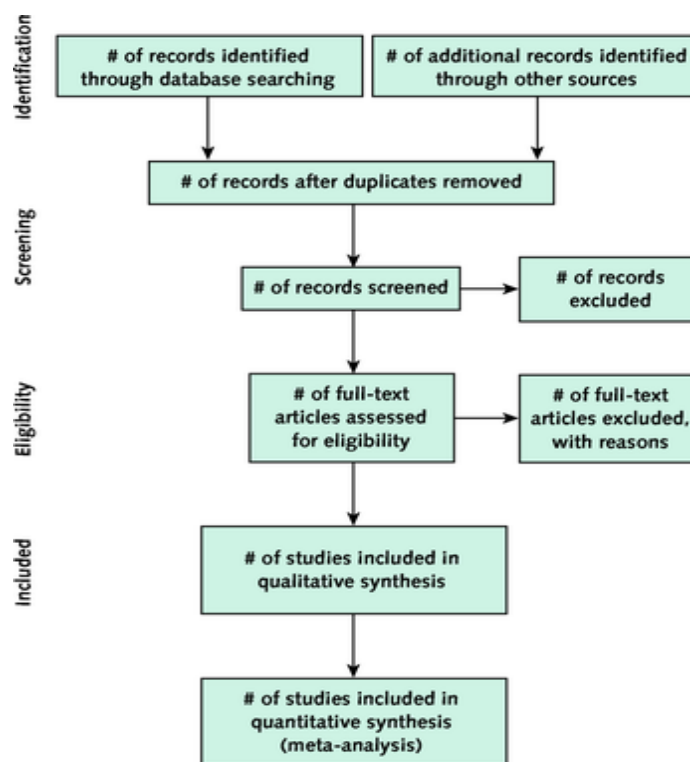 Identification
# of records identified
through database searching
# of additional records identified
through other sources
# of records after duplicates removed
Screening
# of records screened
# of records
excluded
Eligibility
# of full-text
articles assessed
for eligibility
# of full-text
articles excluded,
with reasons
Included
# of studies included in
qualitative synthesis
# of studies included in
quantitative synthesis
(meta-analysis)